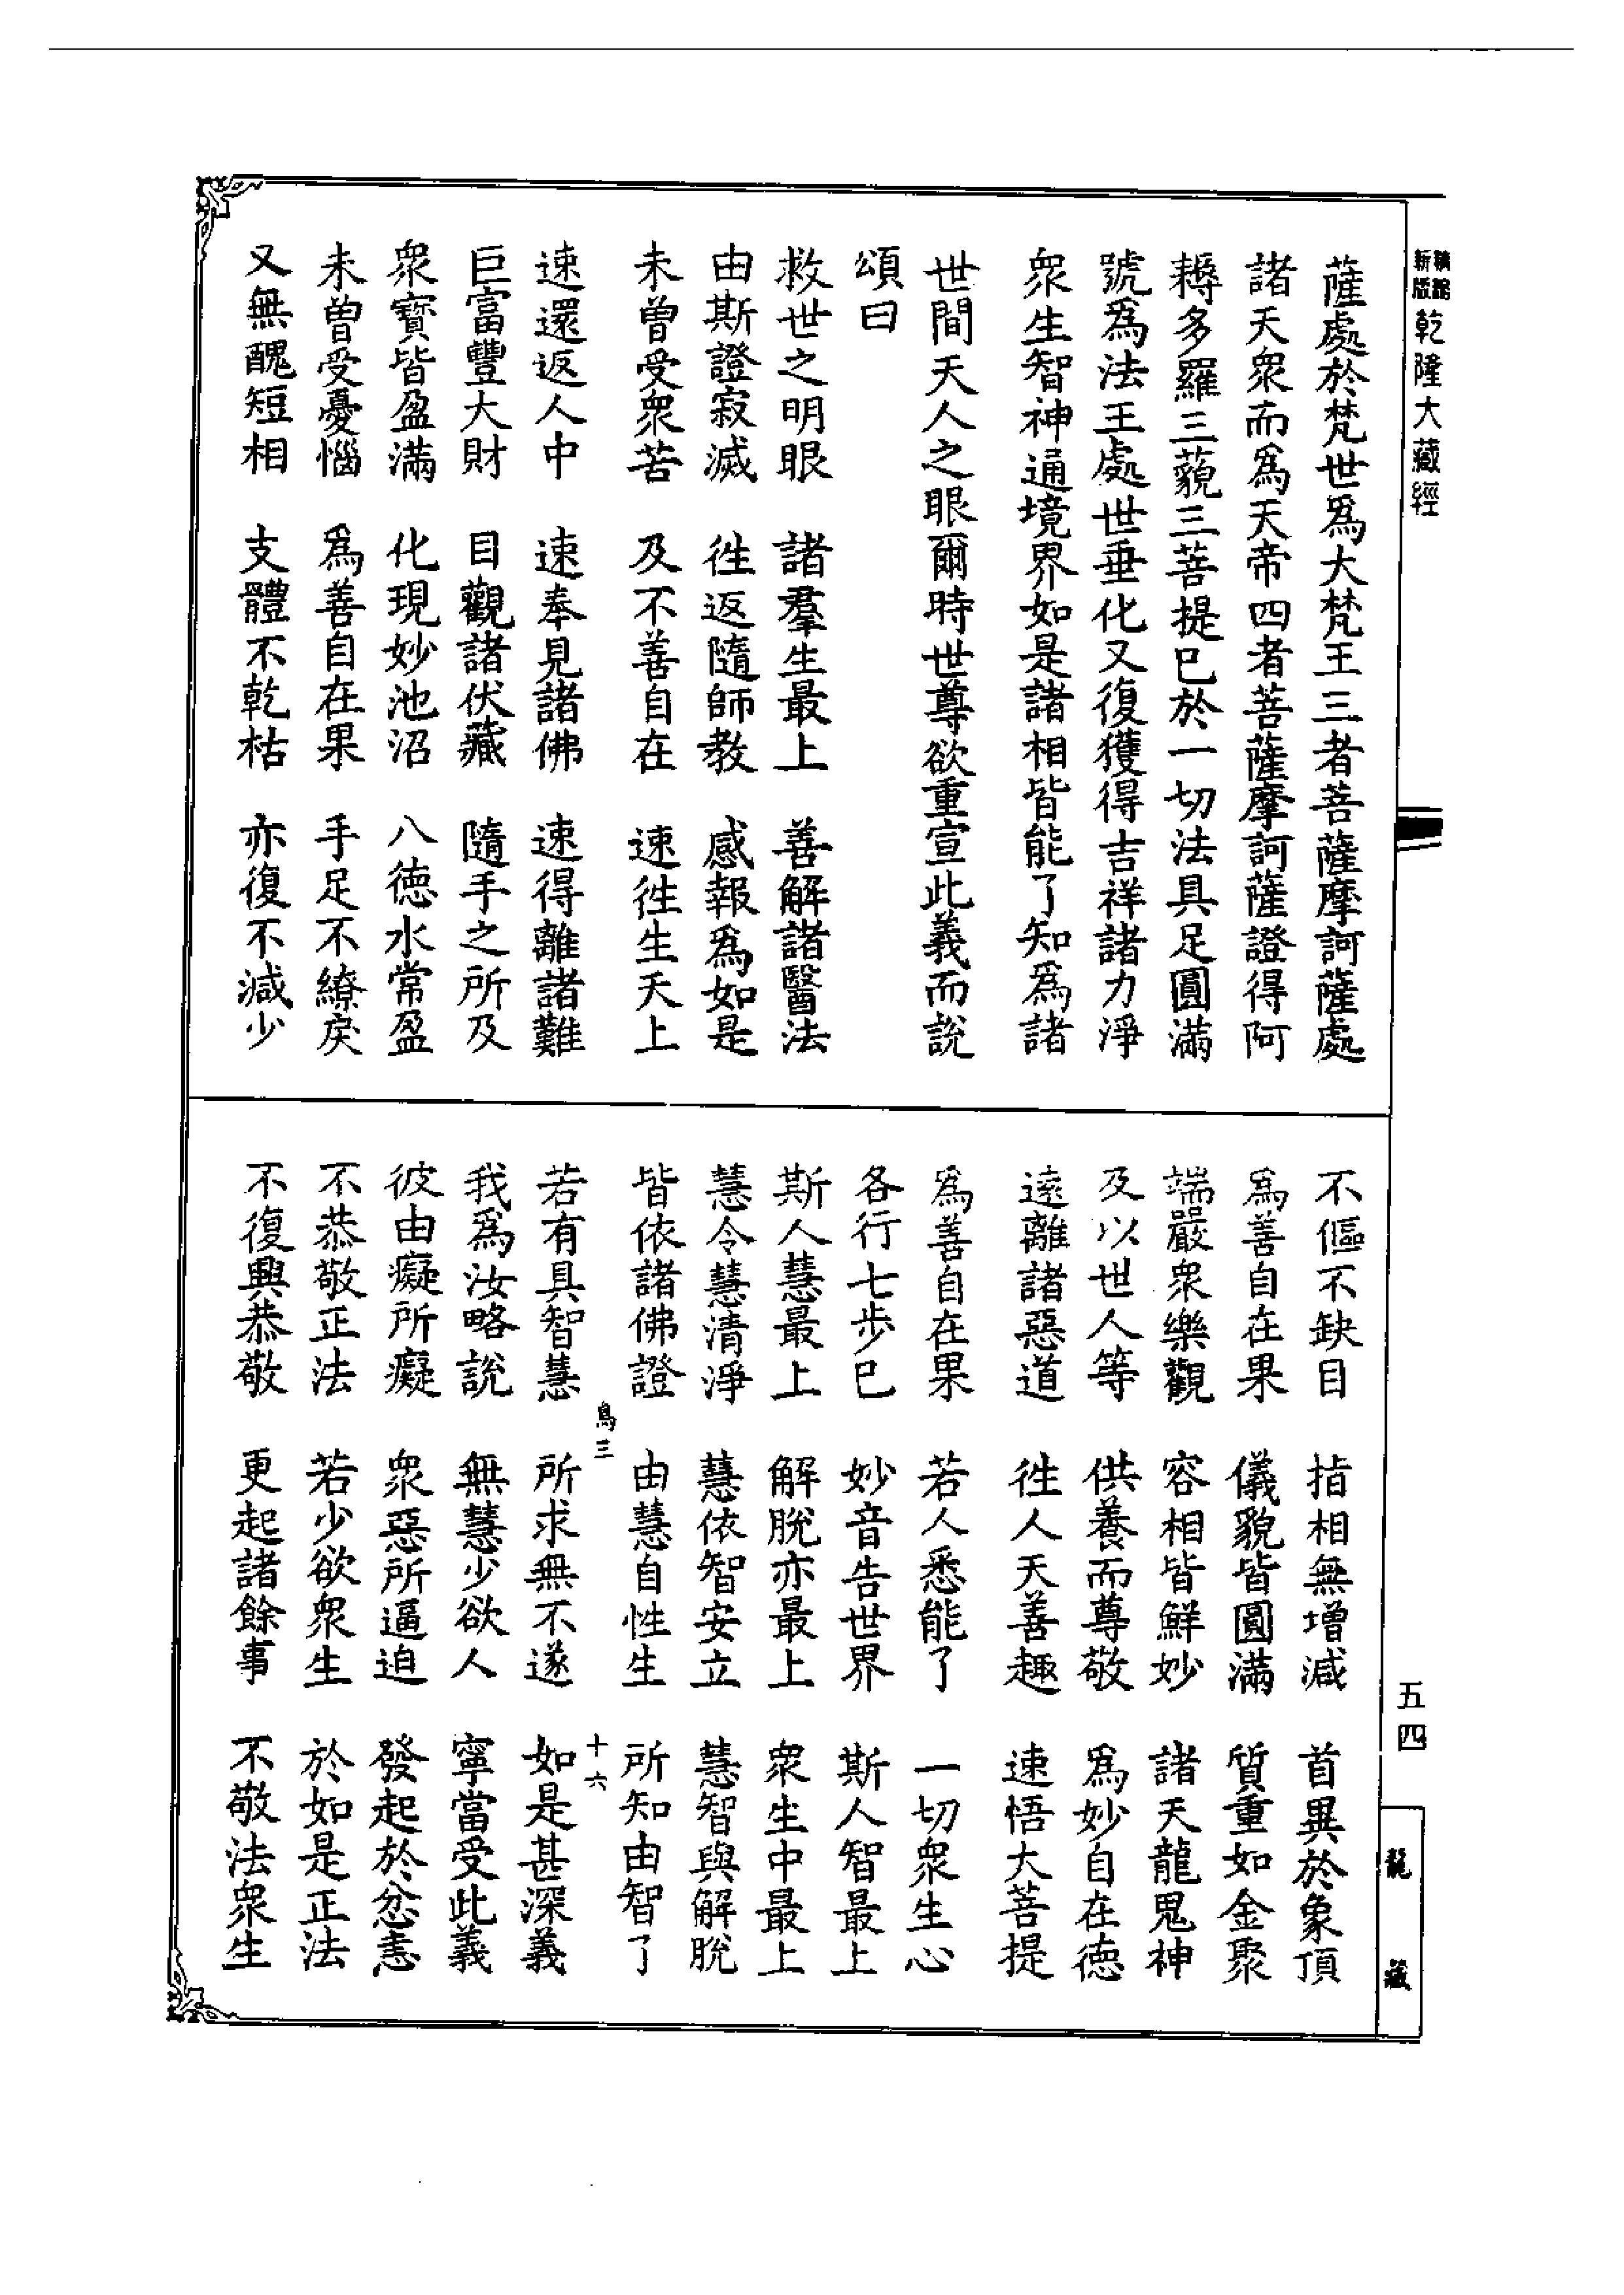 新版
乾隆大藏經
薩處於梵世爲大梵王三者菩薩摩訶薩處
諸天衆而爲天帝四者菩薩摩訶薩證得阿
耨多羅三藐三菩提已於一切法具足圓滿
號爲法王處世垂化又復獲得吉祥諸力淨
衆生智神通境界如是諸相皆能了知爲諸
世間天人之眼爾時世尊欲重宣此義而說
頌曰
救世之明眼　諸羣生最上　善解諸醫法
由斯證寂滅　徃返隨師教　感報爲如是
未曾受衆苦　及不善自在　速徃生天上
速還返人中　速奉見諸佛　速得離諸難
巨富豐大財　目觀諸伏藏　隨手之所及
衆寶皆盈滿　化現妙池沼　八德水常盈
未曾受憂惱　爲善自在果　手足不繚戾
又無醜短相　支體不乾枯　亦復不減少
不傴不缺目　指相無增減　首異於象頂
爲善自在果　儀貌皆圓滿　質重如金聚
端嚴衆樂觀　容相皆鮮妙　諸天龍鬼神
及以世人等　供養而尊敬　爲妙自在德
遠離諸惡道　徃人天善趣　速悟大菩提
爲善自在果　若人悉能了　一切衆生心
各行七步已　妙音告世界　斯人智最上
斯人慧最上　解脫亦最上　衆生中最上
慧令慧清淨　慧依智安立　慧智與解脫
皆依諸佛證　由慧自性生　所知由智了
鳥三　十六
若有具智慧　所求無不遂　如是甚深義
我爲汝略說　無慧少欲人　寧當受此義
彼由癡所癡　衆惡所逼迫　發起於忿恚
不恭敬正法　若少欲衆生　於如是正法
不復興恭敬　更起諸餘事　不敬法衆生
五四
龍藏